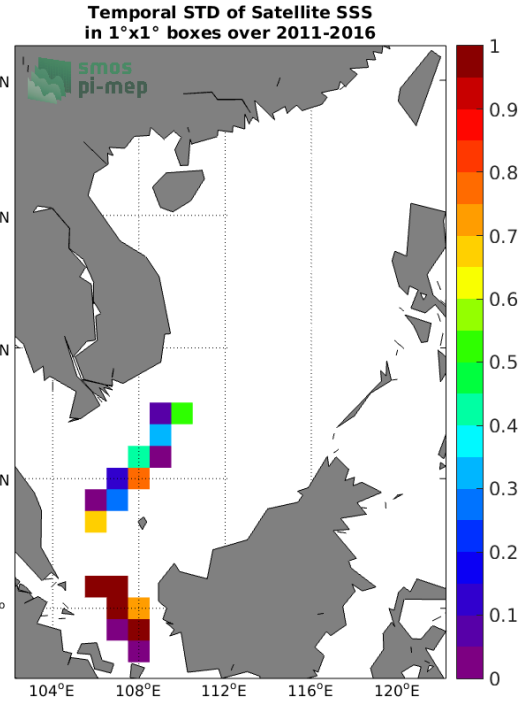 Temporal STD of Satellite SSS
in 1°x1° boxes over 2011-2016
smos
pi-mep
N
N
N
N
o
104°E
108°E
112°E
116°E
120°E
1
0.9
0.8
0.7
0.6
0.5
0.4
0.3
0.2
0.1
0